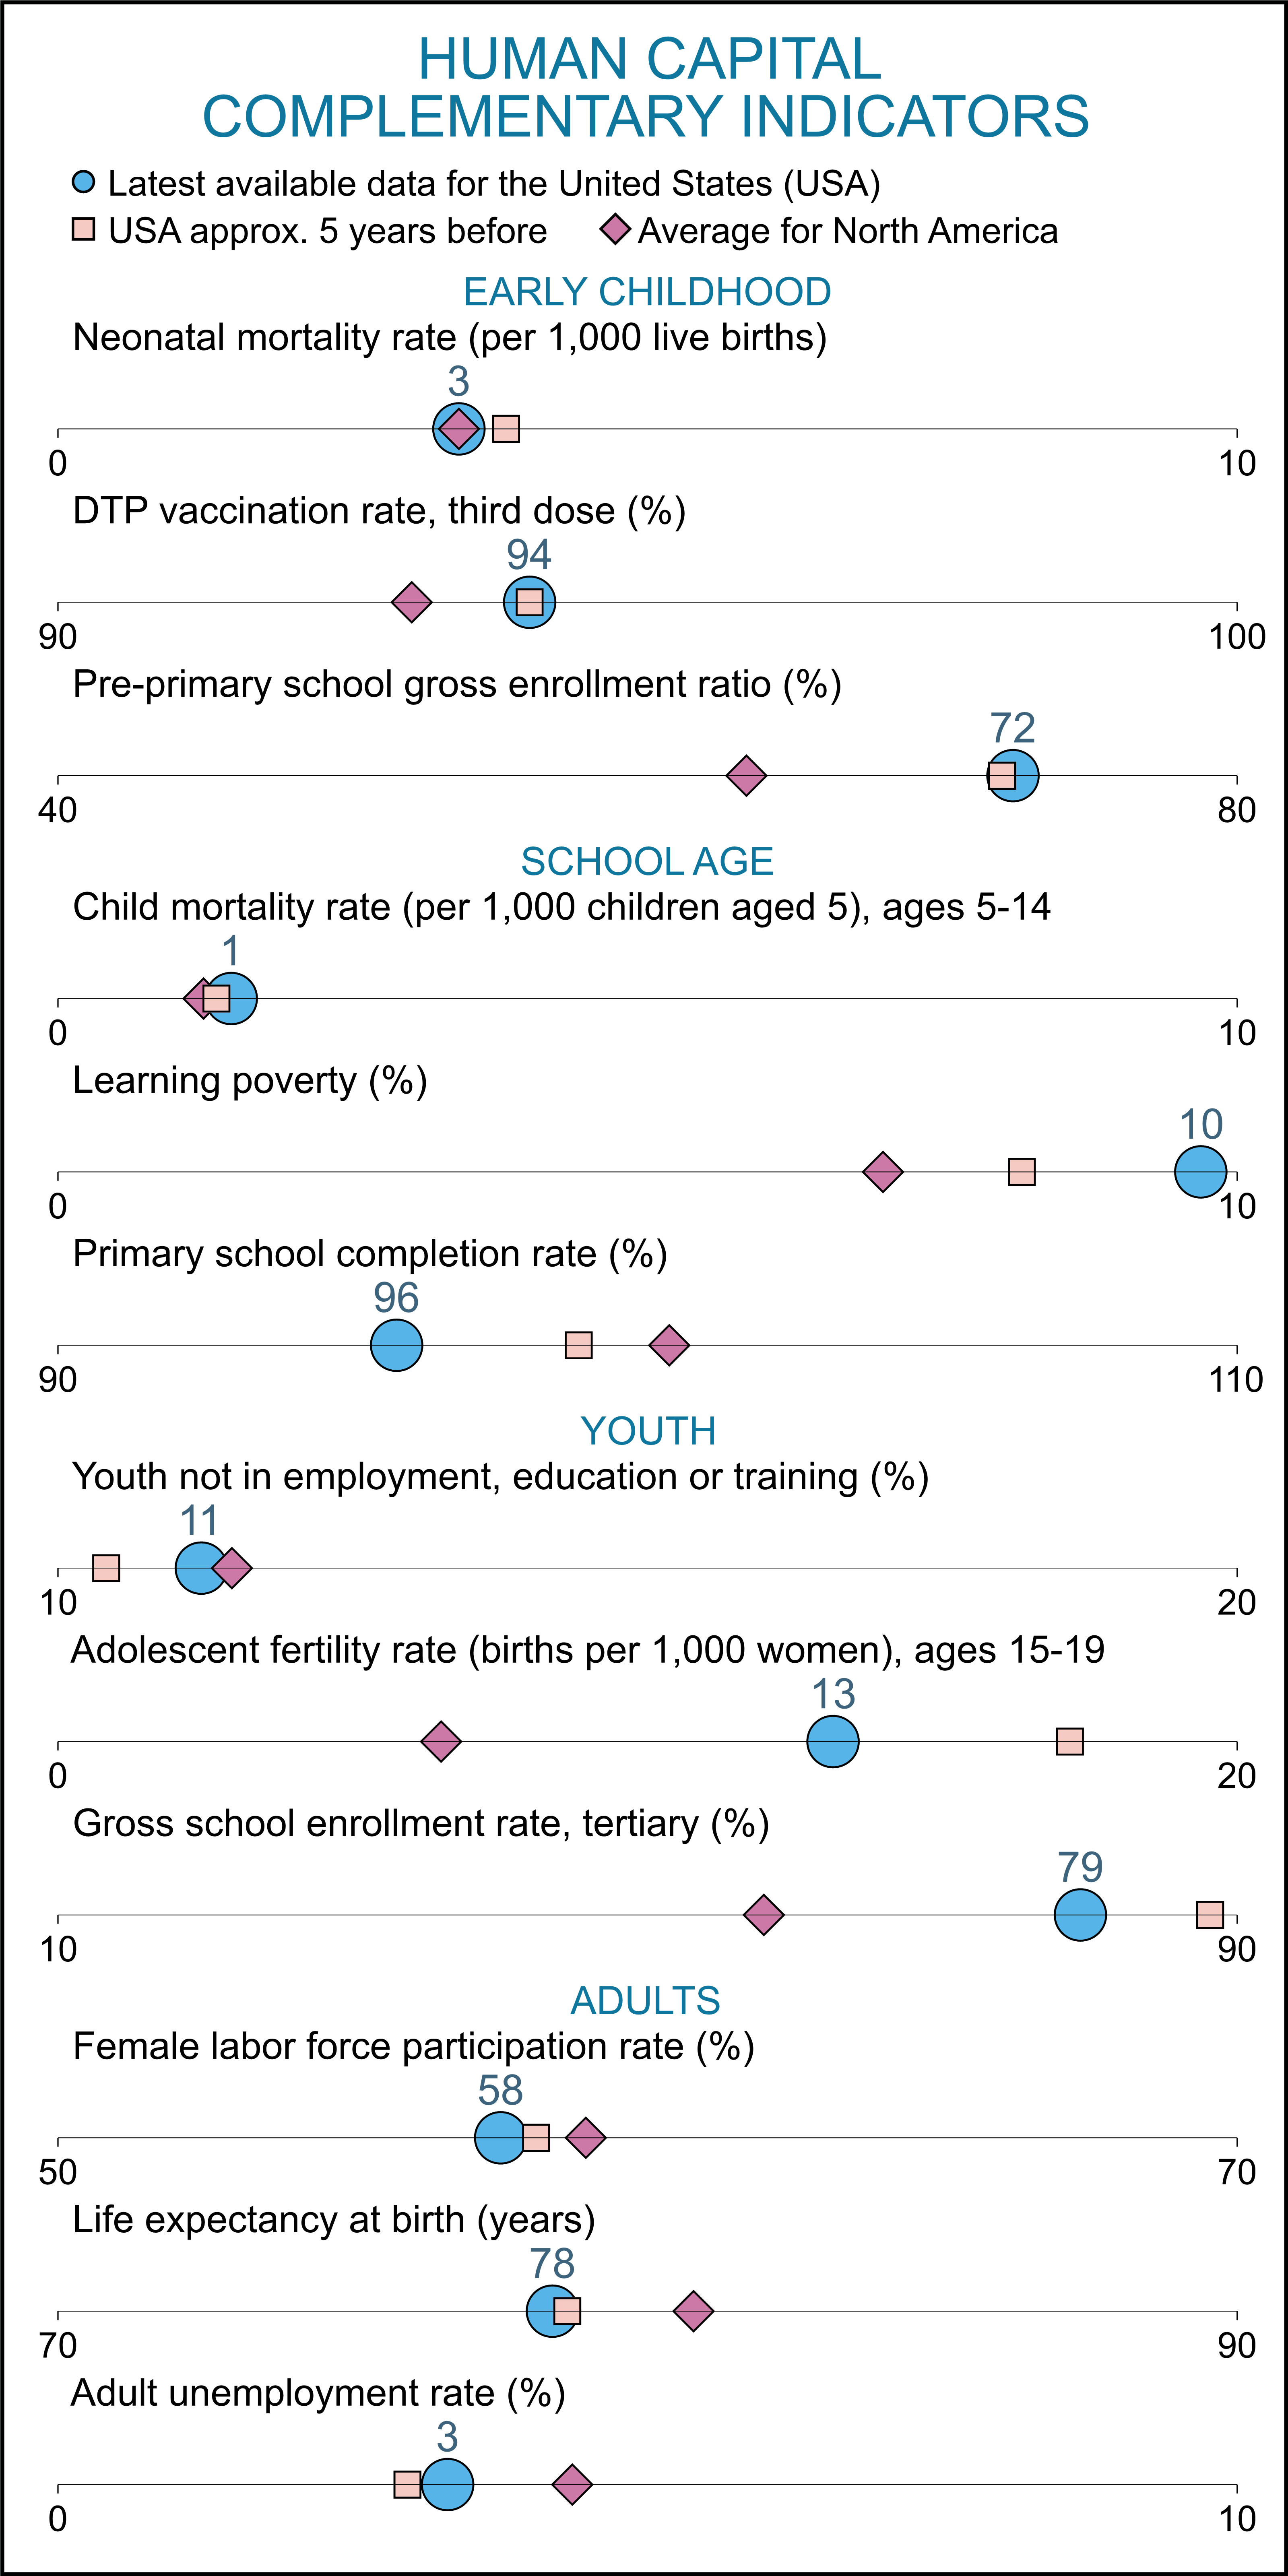 HUMAN CAPITAL
COMPLEMENTARY INDICATORS
Latest available data for the United States (USA)
USA approx. 5 years before Average for North America
EARLY CHILDHOOD
Neonatal mortality rate (per 1,000 live births)
3
0 10
DTP vaccination rate, third dose (%)
94
90 100
Pre-primary school gross enrollment ratio (%)
72
40 80
SCHOOL AGE
Child mortality rate (per 1,000 children aged 5), ages 5-14
1
0 10
Learning poverty (%)
10
0 10
Primary school completion rate (%)
96
90 110
YOUTH
Youth not in employment, education or training (%)
11
10 20
Adolescent fertility rate (births per 1,000 women), ages 15-19
13
0 20
Gross school enrollment rate, tertiary (%)
79
10 90
ADULTS
Female labor force participation rate (%)
58
50 70
Life expectancy at birth (years)
78
70 90
Adult unemployment rate (%)
3
0 10